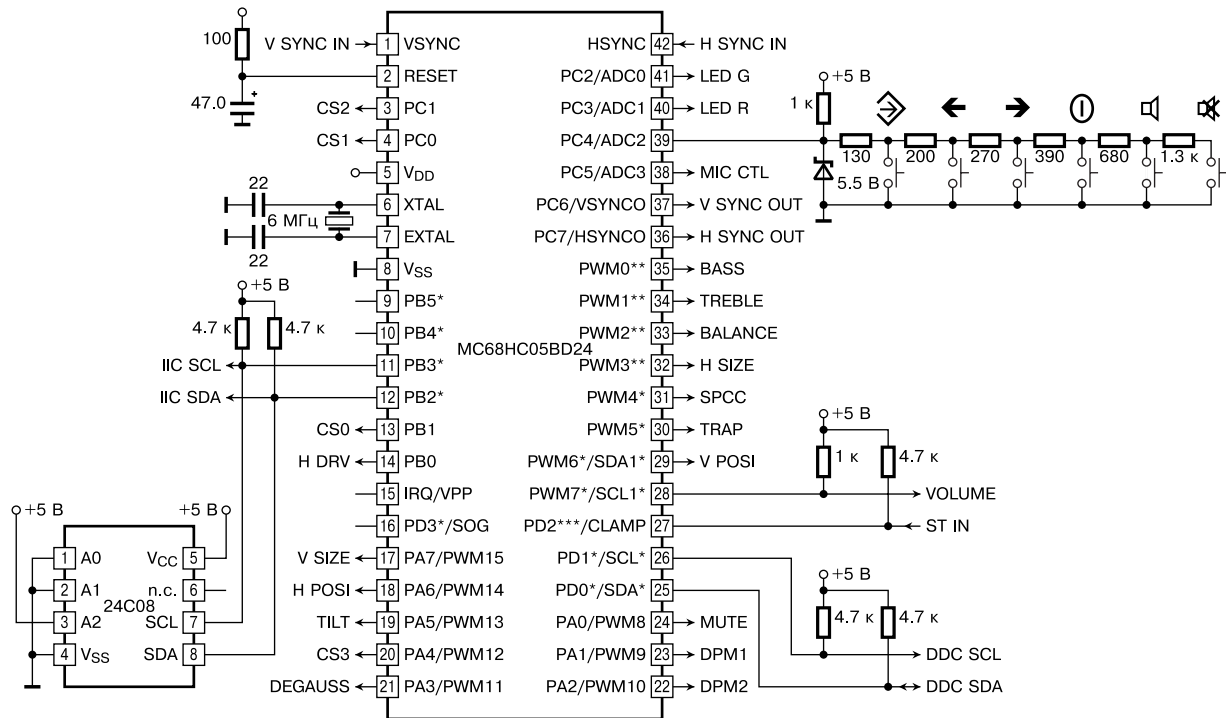 100
47.0
V SYNC IN
1 VSYNC
2 RESET
CS2 3 PC1
CS1 4 PC0
5 VDD
22
6 XTAL
6 МГц
7 EXTAL
22
8 VSS
+5 В
4.7 к
4.7 к
9 PB5*
10 PB4*
IIC SCL 11 PB3*
IIC SDA 12 PB2*
CS0 13 PB1
H DRV 14 PB0
15 IRQ/VPP
16 PD3*/SOG
V SIZE 17 PA7/PWM15
H POSI 18 PA6/PWM14
TILT 19 PA5/PWM13
CS3 20 PA4/PWM12
DEGAUSS 21 PA3/PWM11
MC68HC05BD24
HSYNC 42 H SYNC IN
PC2/ADC0 41 LED G
PC3/ADC1 40 LED R
PC4/ADC2 39
PC5/ADC3 38 MIC CTL
PC6/VSYNCO 37 V SYNC OUT
PC7/HSYNCO 36 H SYNC OUT
PWM0** 35 BASS
PWM1** 34 TREBLE
PWM2** 33 BALANCE
PWM3** 32 H SIZE
PWM4* 31 SPCC
PWM5* 30 TRAP
PWM6*/SDA1* 29 V POSI
PWM7*/SCL1* 28 VOLUME
PD2***/CLAMP 27 ST IN
PD1*/SCL* 26
PD0*/SDA* 25
PA0/PWM8 24 MUTE
PA1/PWM9 23 DPM1
PA2/PWM10 22 DPM2
+5 В
1 к
130 200 270 390 680 1.3 к
5.5 В
+5 В
1 к
4.7 к
+5 В
4.7 к
4.7 к
DDC SCL
DDC SDA
+5 В
+5 В
1 A0
2 A1
3 A2
4 VSS
24C08
VCC 5
n.c. 6
SCL 7
SDA 8